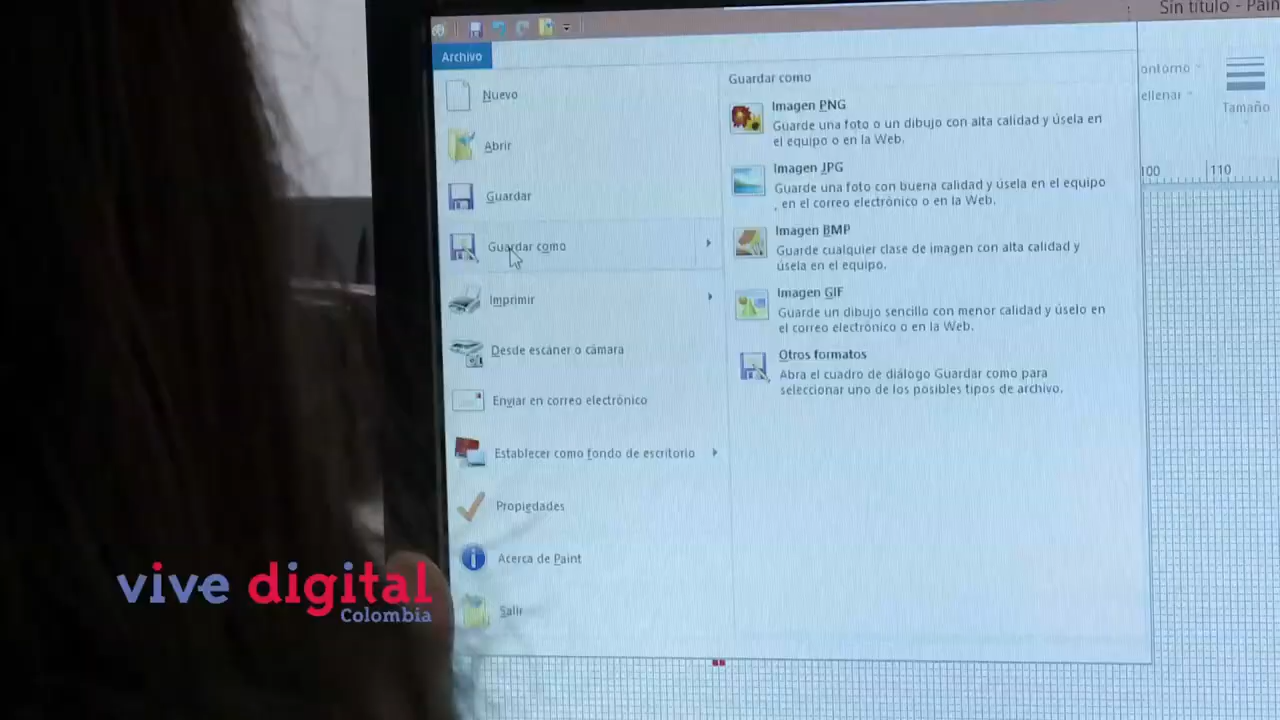 Sin título - Pain
Archivo
Nuevo
Abrir
Guardar
Guardar como
Imprimir
Desde escáner o cámara
Enviar en correo electrónico
Establecer como fondo de escritorio
Propiedades
Acerca de Paint
Salir
Guardar como
Imagen PNG
Guarde una foto o un dibujo con alta calidad y úsela en
el equipo o en la Web.
Imagen JPG
Guarde una foto con buena calidad y úsela en el equipo
, en el correo electrónico o en la Web.
Imagen BMP
Guarde cualquier clase de imagen con alta calidad y
úsela en el equipo.
Imagen GIF
Guarde un dibujo sencillo con menor calidad y úselo en
el correo electrónico o en la Web.
Otros formatos
Abra el cuadro de diálogo Guardar como para
seleccionar uno de los posibles tipos de archivo.
ontorno
ellenar
Tamaño
100 110
vive digital
Colombia